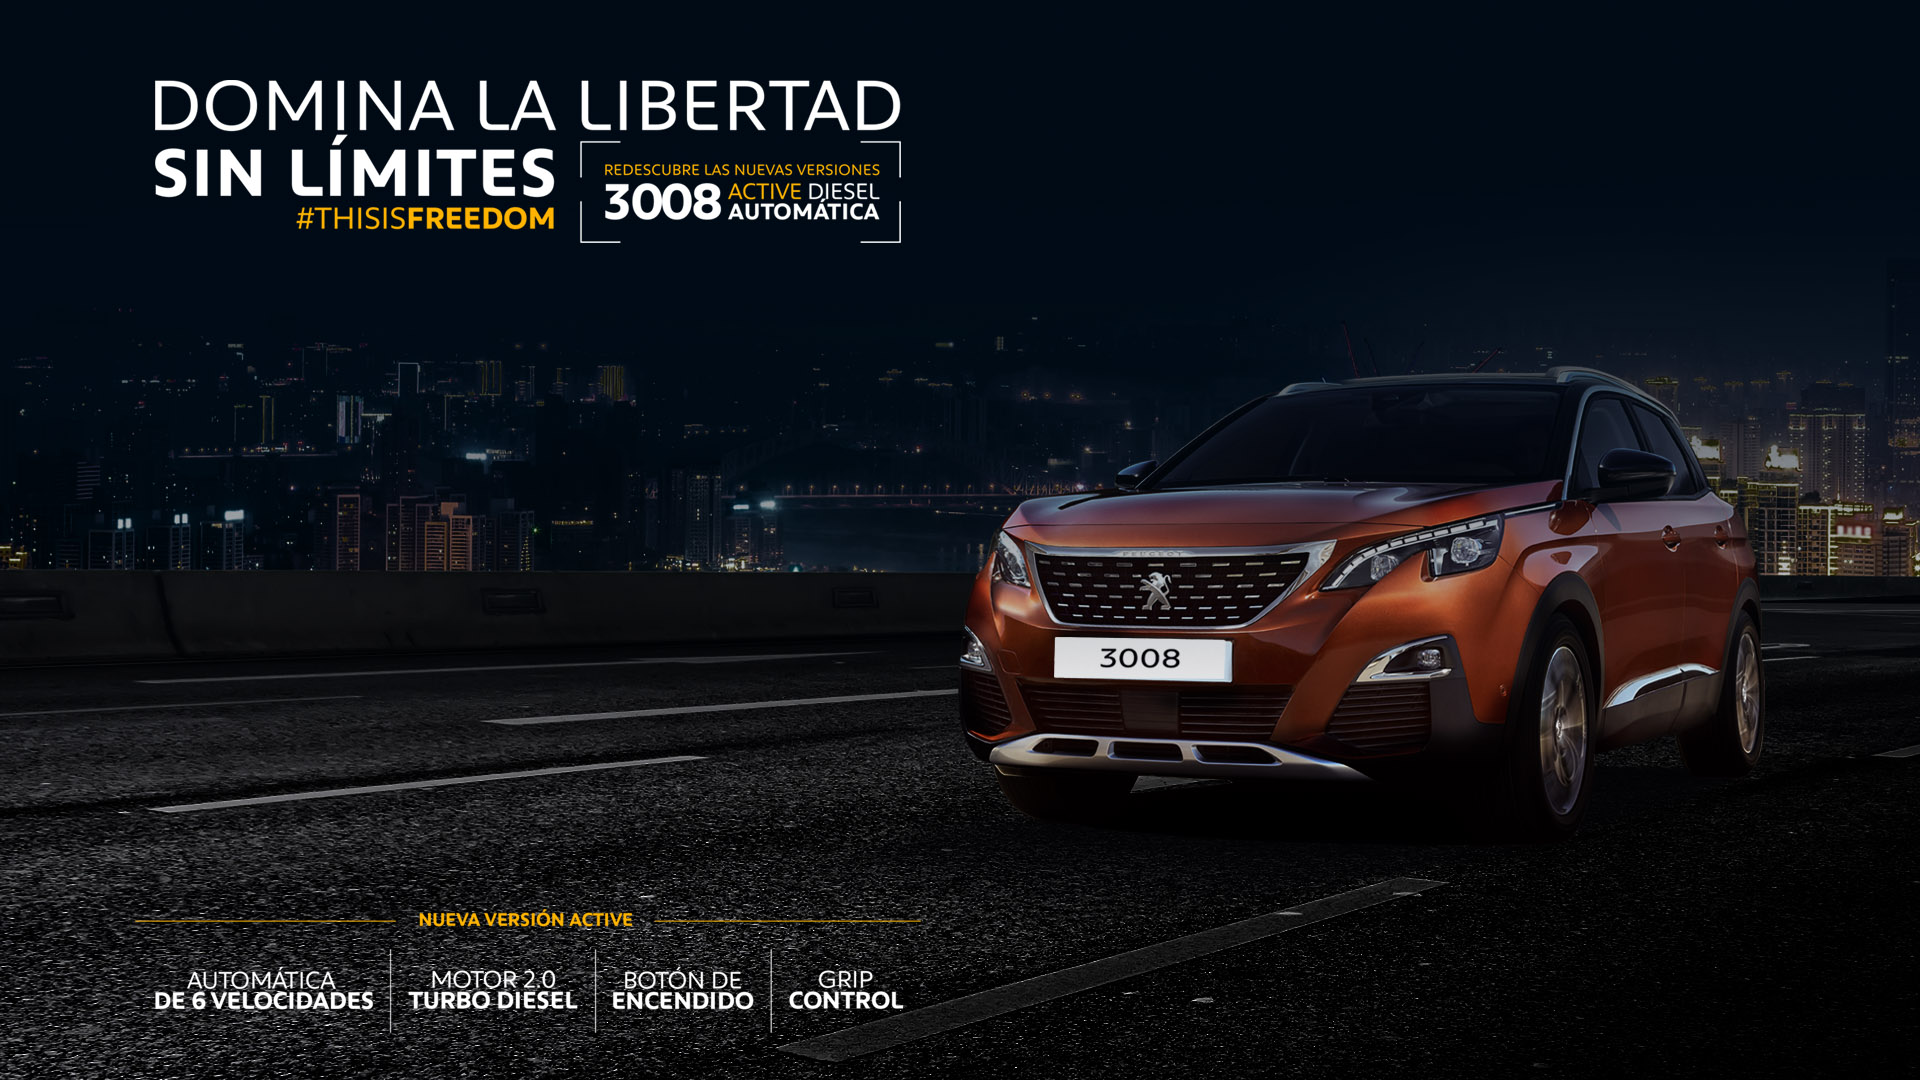 DOMINA LA LIBERTAD
SIN LÍMITES
#THISISFREEDOM
REDESCUBRE LAS NUEVAS VERSIONES
3008 ACTIVE DIESEL
AUTOMÁTICA
PEUGEOT
3008
NUEVA VERSIÓN ACTIVE
AUTOMÁTICA
DE 6 VELOCIDADES
MOTOR 2.0
TURBO DIESEL
BOTÓN DE
ENCENDIDO
GRIP
CONTROL